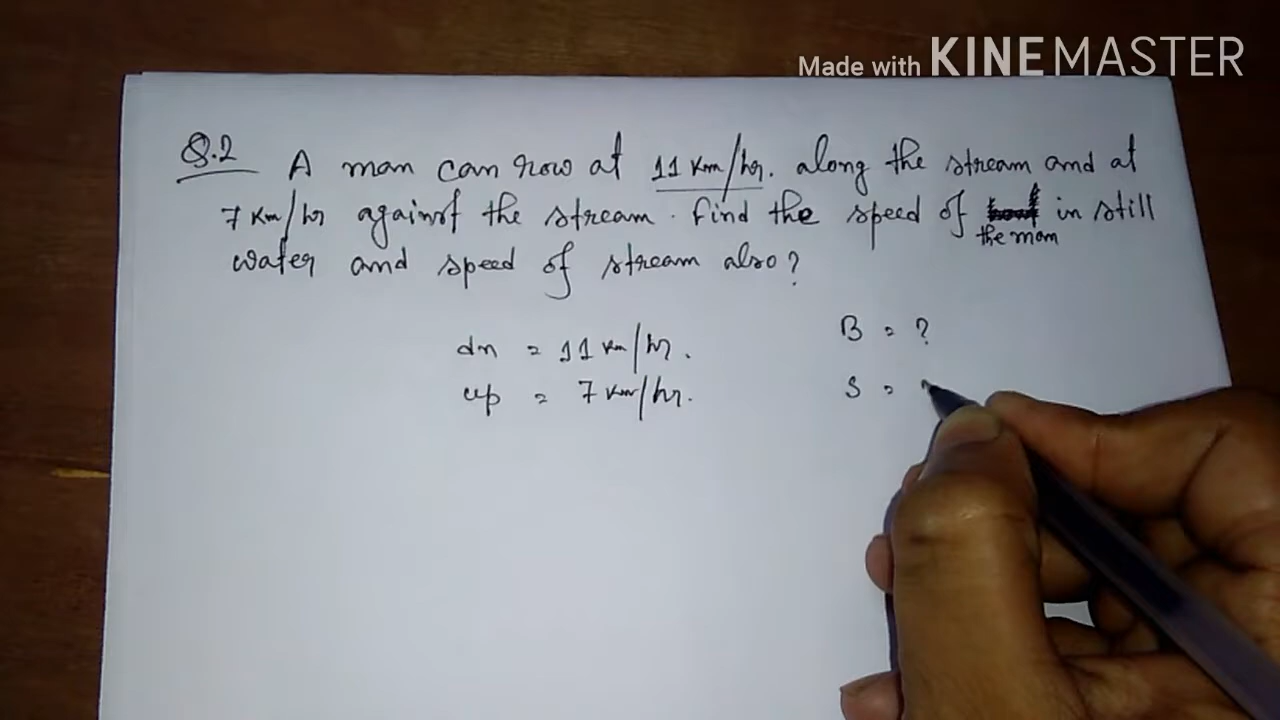 Made with KINEMASTER
Q.2 A man can row at 11 km/hr. along the stream and at
7 km/hr against the stream. find the speed of the man in still
water and speed of stream also?
dn = 11 km/hr.
up = 7 km/hr.
B = ?
S = ?